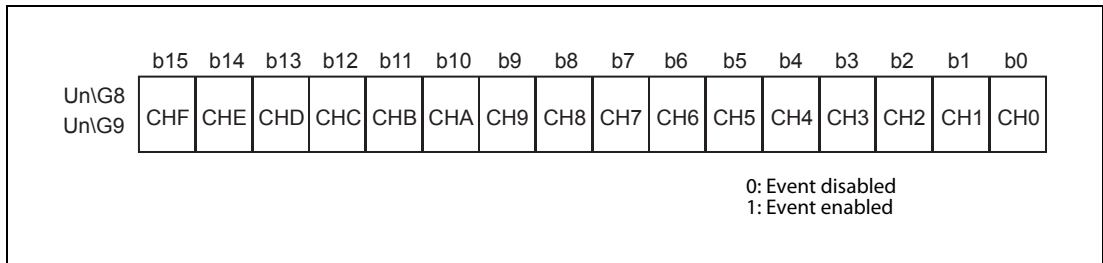 b15 b14 b13 b12 b11 b10 b9 b8 b7 b6 b5 b4 b3 b2 b1 b0
Un\G8
Un\G9
CHF CHE CHD CHC CHB CHA CH9 CH8 CH7 CH6 CH5 CH4 CH3 CH2 CH1 CH0
0: Event disabled
1: Event enabled